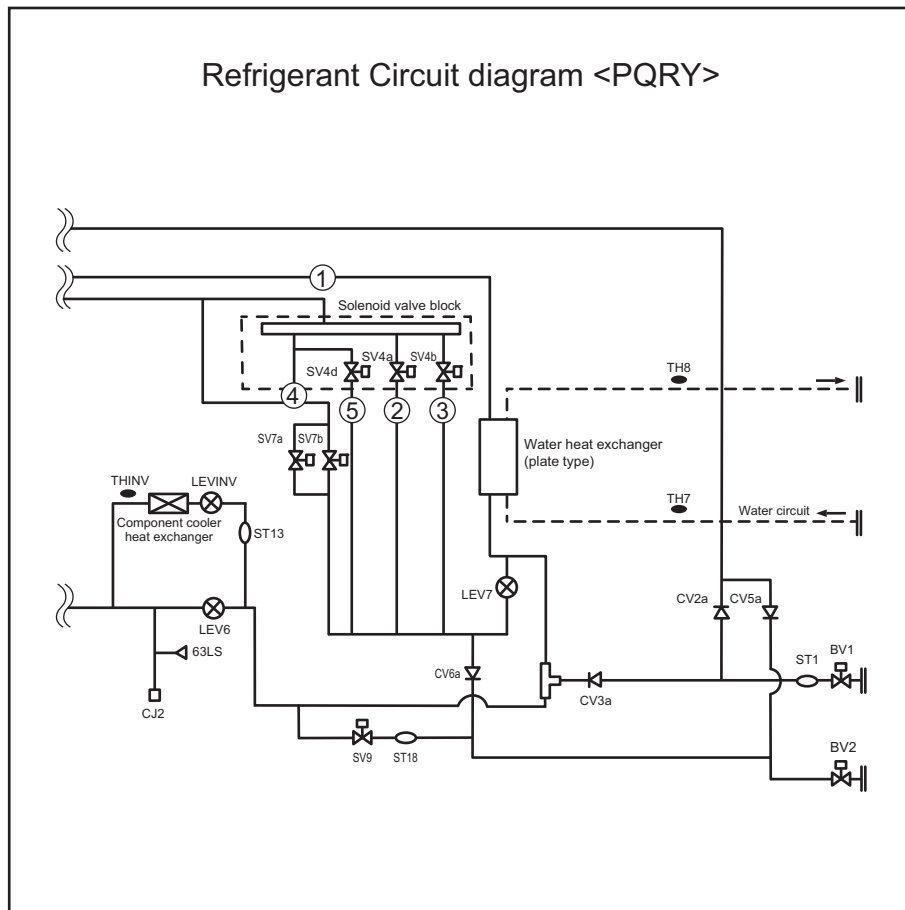 Refrigerant Circuit diagram <PQRY>
1
Solenoid valve block
SV4d
SV4a
SV4b
TH8
4
5
2
3
SV7a
SV7b
Water heat exchanger
(plate type)
THINV
LEVINV
TH7
Component cooler
heat exchanger
ST13
Water circuit
LEV7
CV2a
CV5a
LEV6
63LS
CV6a
ST1
BV1
CJ2
CV3a
SV9
ST18
BV2